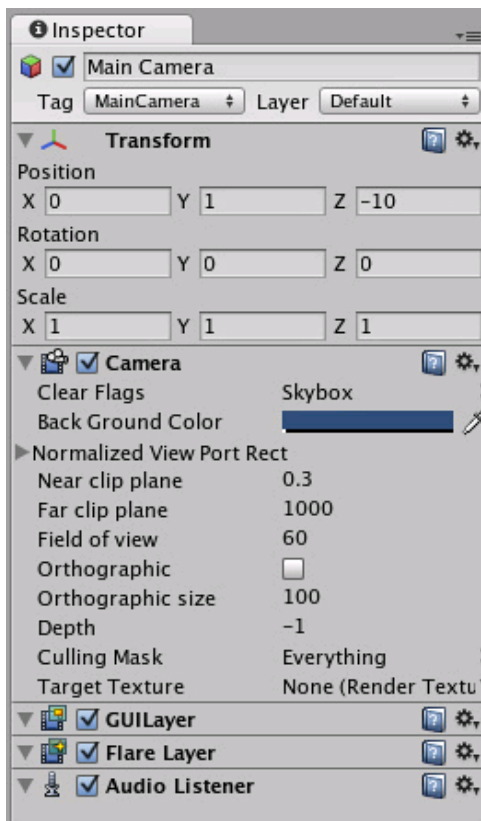 Inspector
Main Camera
Tag MainCamera Layer Default
Transform
Position
X 0 Y 1 Z -10
Rotation
X 0 Y 0 Z 0
Scale
X 1 Y 1 Z 1
Camera
Clear Flags Skybox
Back Ground Color
Normalized View Port Rect
Near clip plane 0.3
Far clip plane 1000
Field of view 60
Orthographic
Orthographic size 100
Depth -1
Culling Mask Everything
Target Texture None (Render Textu
GUILayer
Flare Layer
Audio Listener